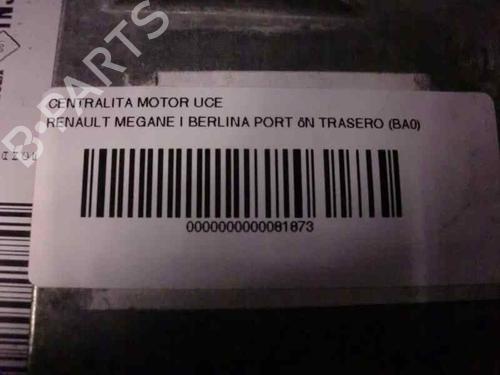 CENTRALITA MOTOR UCE
RENAULT MEGANE I BERLINA PORT õN TRASERO (BA0)
0000000000081873
B-PARTS